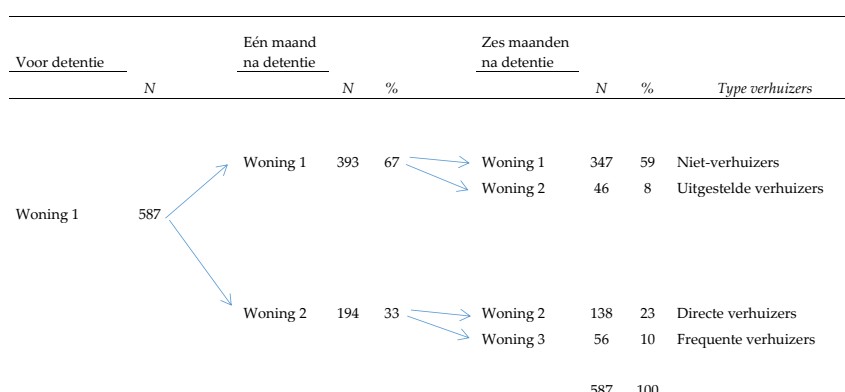 Eén maand Zes maanden
Voor detentie na detentie na detentie
N N % N % Type verhuizers
Woning 1 393 67 Woning 1 347 59 Niet-verhuizers
Woning 2 46 8 Uitgestelde verhuizers
Woning 1 587
Woning 2 194 33 Woning 2 138 23 Directe verhuizers
Woning 3 56 10 Frequente verhuizers
587 100